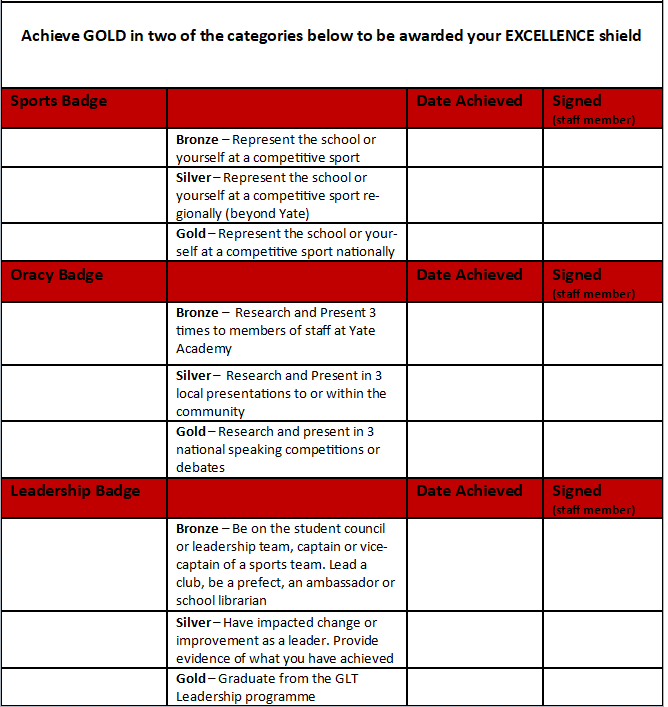 Achieve GOLD in two of the categories below to be awarded your EXCELLENCE shield
Sports Badge Date Achieved Signed
(staff member)
Bronze – Represent the school or
yourself at a competitive sport
Silver – Represent the school or
yourself at a competitive sport re-
gionally (beyond Yate)
Gold – Represent the school or your-
self at a competitive sport nationally
Oracy Badge Date Achieved Signed
(staff member)
Bronze – Research and Present 3
times to members of staff at Yate
Academy
Silver – Research and Present in 3
local presentations to or within the
community
Gold – Research and present in 3
national speaking competitions or
debates
Leadership Badge Date Achieved Signed
(staff member)
Bronze – Be on the student council
or leadership team, captain or vice-
captain of a sports team. Lead a
club, be a prefect, an ambassador or
school librarian
Silver – Have impacted change or
improvement as a leader. Provide
evidence of what you have achieved
Gold – Graduate from the GLT
Leadership programme